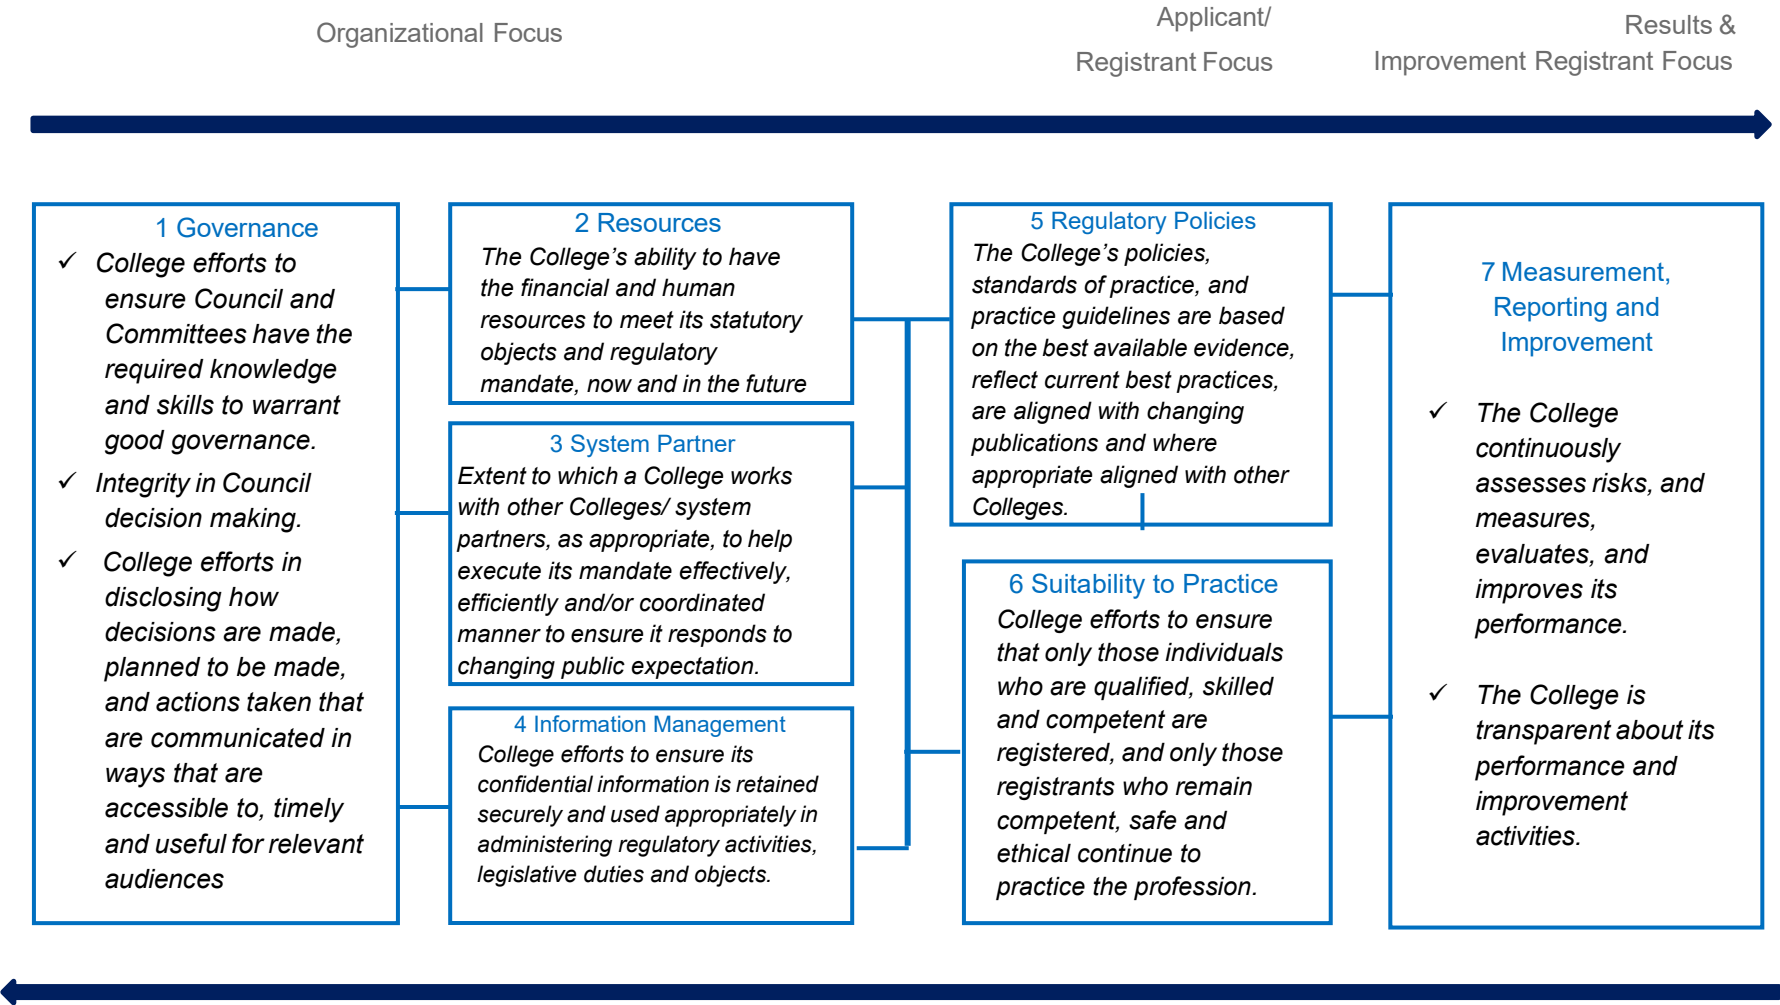 Organizational Focus
Applicant/
Registrant Focus
Results &
Improvement Registrant Focus
1 Governance
✓ College efforts to
ensure Council and
Committees have the
required knowledge
and skills to warrant
good governance.
✓ Integrity in Council
decision making.
✓ College efforts in
disclosing how
decisions are made,
planned to be made,
and actions taken that
are communicated in
ways that are
accessible to, timely
and useful for relevant
audiences
2 Resources
The College’s ability to have
the financial and human
resources to meet its statutory
objects and regulatory
mandate, now and in the future
3 System Partner
Extent to which a College works
with other Colleges/ system
partners, as appropriate, to help
execute its mandate effectively,
efficiently and/or coordinated
manner to ensure it responds to
changing public expectation.
4 Information Management
College efforts to ensure its
confidential information is retained
securely and used appropriately in
administering regulatory activities,
legislative duties and objects.
5 Regulatory Policies
The College’s policies,
standards of practice, and
practice guidelines are based
on the best available evidence,
reflect current best practices,
are aligned with changing
publications and where
appropriate aligned with other
Colleges.
6 Suitability to Practice
College efforts to ensure
that only those individuals
who are qualified, skilled
and competent are
registered, and only those
registrants who remain
competent, safe and
ethical continue to
practice the profession.
7 Measurement,
Reporting and
Improvement
✓ The College
continuously
assesses risks, and
measures,
evaluates, and
improves its
performance.
✓ The College is
transparent about its
performance and
improvement
activities.